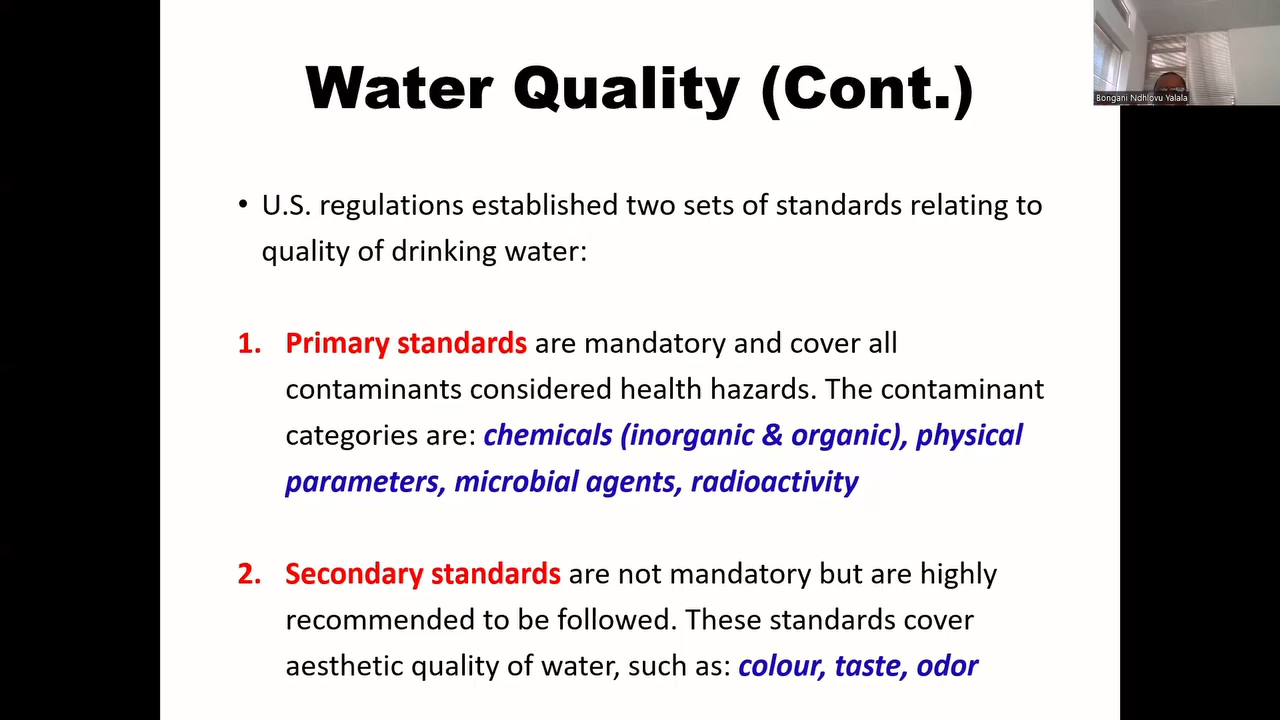 Water Quality (Cont.)
Bongani Ndhlovu Yalala
• U.S. regulations established two sets of standards relating to
quality of drinking water:
1. Primary standards are mandatory and cover all
contaminants considered health hazards. The contaminant
categories are: chemicals (inorganic & organic), physical
parameters, microbial agents, radioactivity
2. Secondary standards are not mandatory but are highly
recommended to be followed. These standards cover
aesthetic quality of water, such as: colour, taste, odor